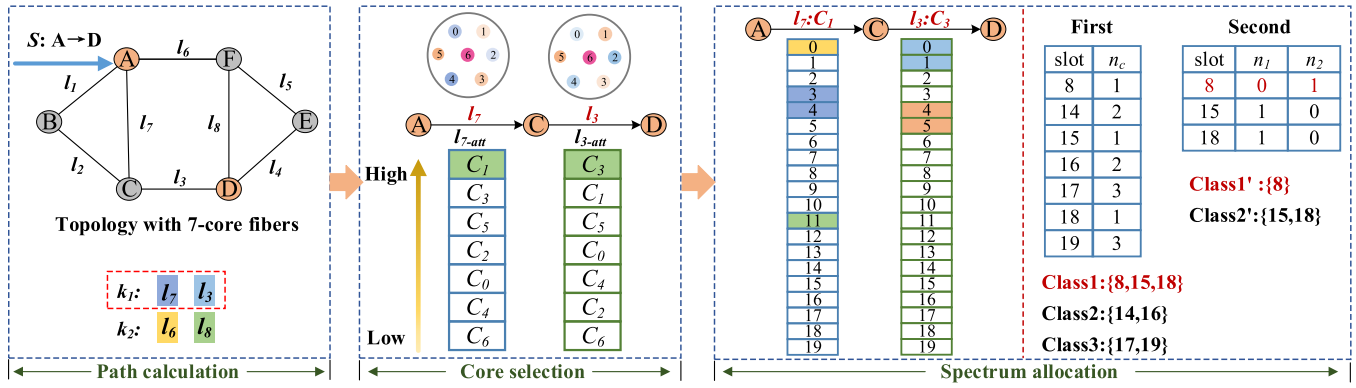 S: A→D
A
l6
F
l1
l5
B
l7
l8
E
l2
l4
C
l3
D
Topology with 7-core fibers
k1: l7 l3
k2: l6 l8
Path calculation
0 1
5 6 2
4 3
0 1
5 6 2
4 3
A l7 C l3 D
l7-att l3-att
High
C1 C3
C3 C1
C5 C5
C2 C0
C0 C4
C4 C2
C6 C6
Low
Core selection
A l7:C1 C l3:C3 D
0 0
1 1
2 2
3 3
4 4
5 5
6 6
7 7
8 8
9 9
10 10
11 11
12 12
13 13
14 14
15 15
16 16
17 17
18 18
19 19
First
slot nc
8 1
14 2
15 1
16 2
17 3
18 1
19 3
Class1:{8,15,18}
Class2:{14,16}
Class3:{17,19}
Second
slot n1 n2
8 0 1
15 1 0
18 1 0
Class1' :{8}
Class2':{15,18}
Spectrum allocation